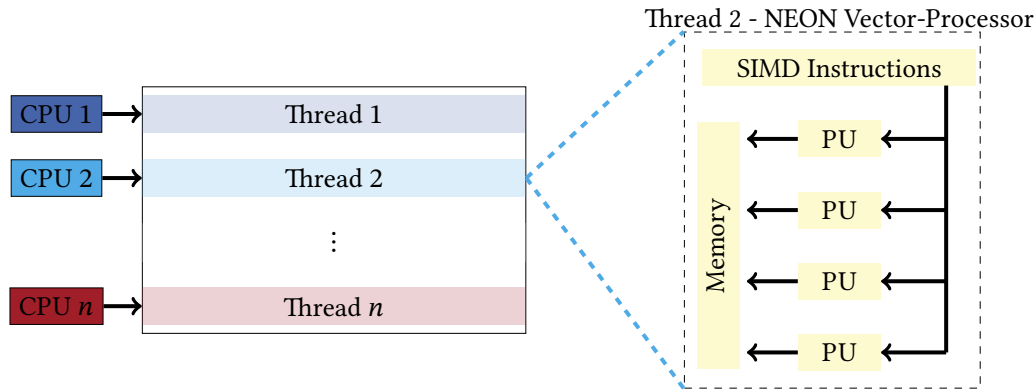 Thread 2 - NEON Vector-Processor
SIMD Instructions
CPU 1
Thread 1
PU
CPU 2
Thread 2
PU
Memory
⋮
PU
CPU n
Thread n
PU